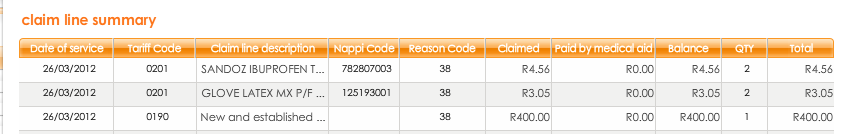 claim line summary
Date of service Tariff Code Claim line description Nappi Code Reason Code Claimed Paid by medical aid Balance QTY Total
26/03/2012 0201 SANDOZ IBUPROFEN T... 782807003 38 R4.56 R0.00 R4.56 2 R4.56
26/03/2012 0201 GLOVE LATEX MX P/F ... 125193001 38 R3.05 R0.00 R3.05 2 R3.05
26/03/2012 0190 New and established ... 38 R400.00 R0.00 R400.00 1 R400.00